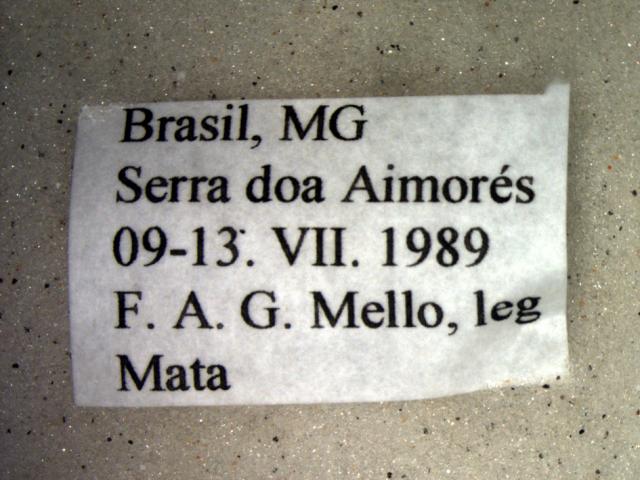 Brasil, MG
Serra doa Aimorés
09-13. VII. 1989
F. A. G. Mello, leg
Mata